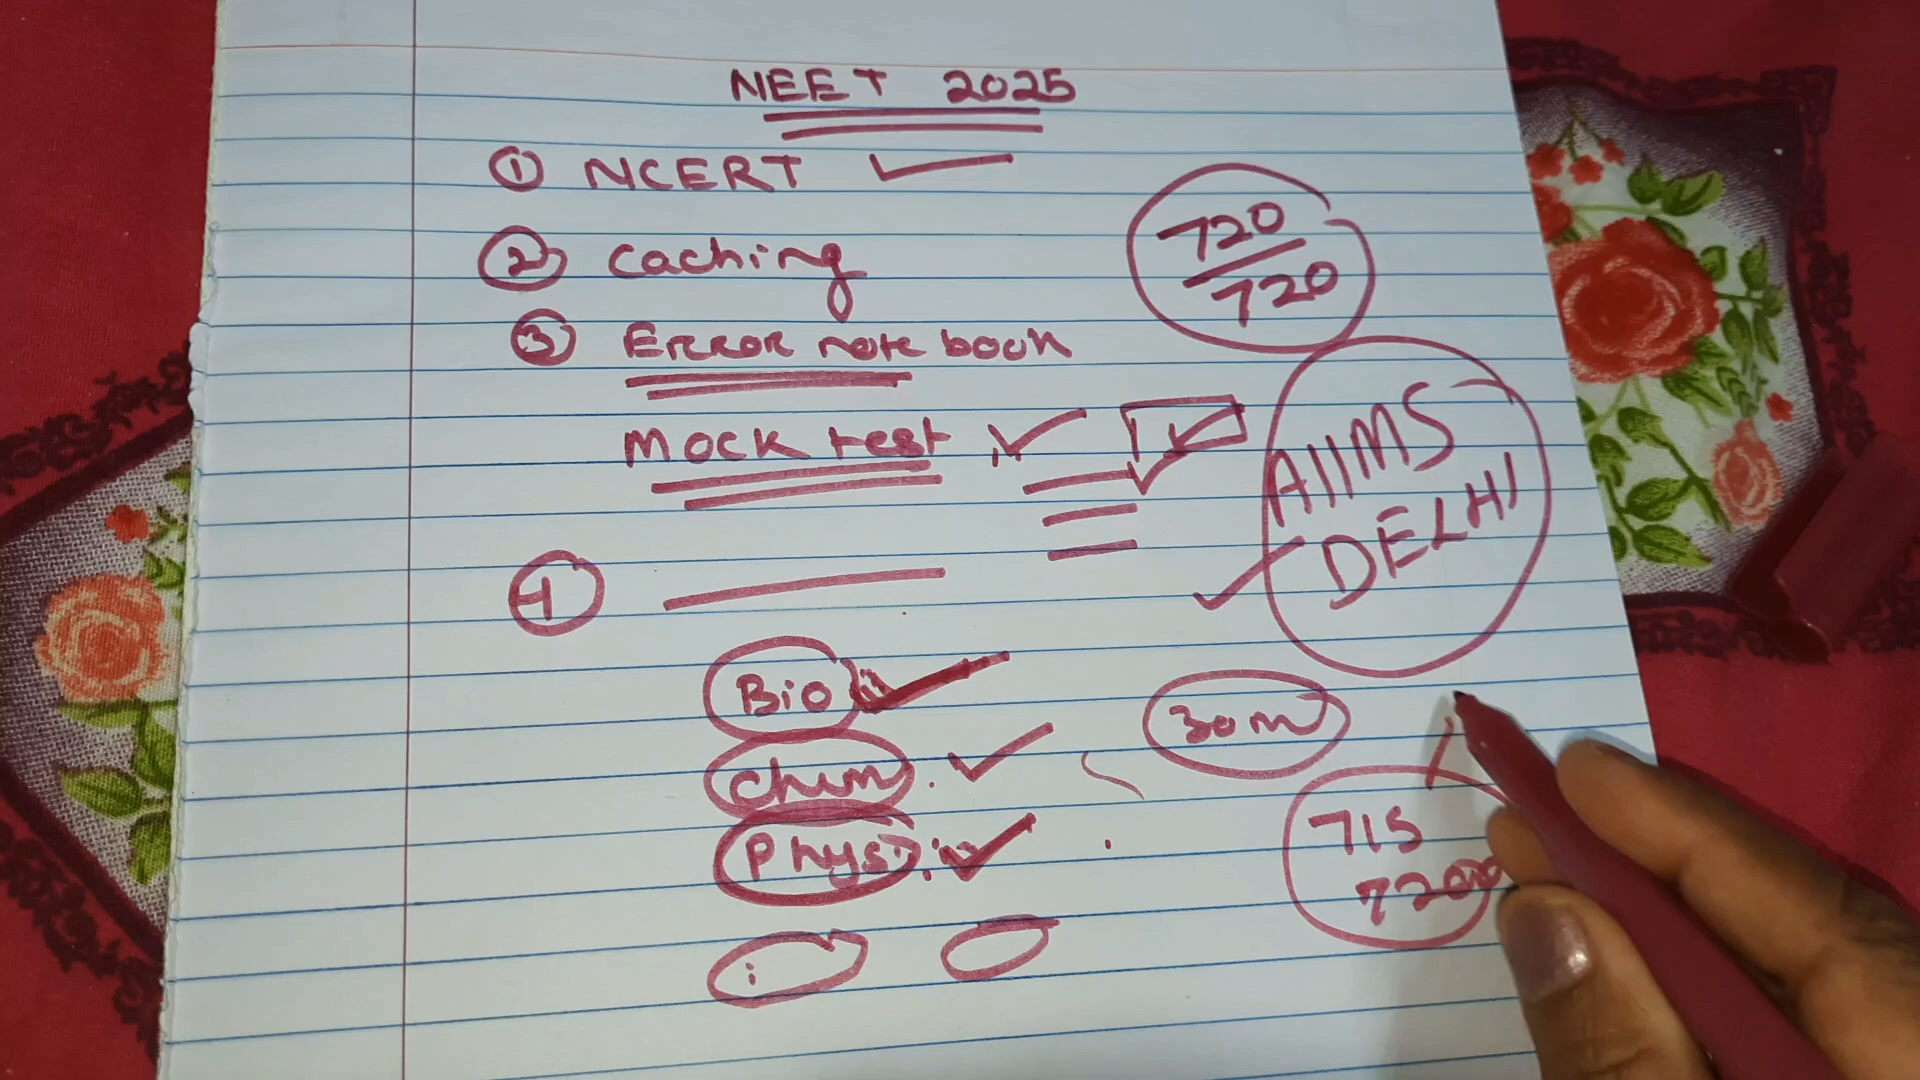 NEET 2025
① NCERT
② Caching
③ ERROR note book
Mock test
④
720
720
AIIMS
DELHI
Bio
30m
Chem
Physi
715
720